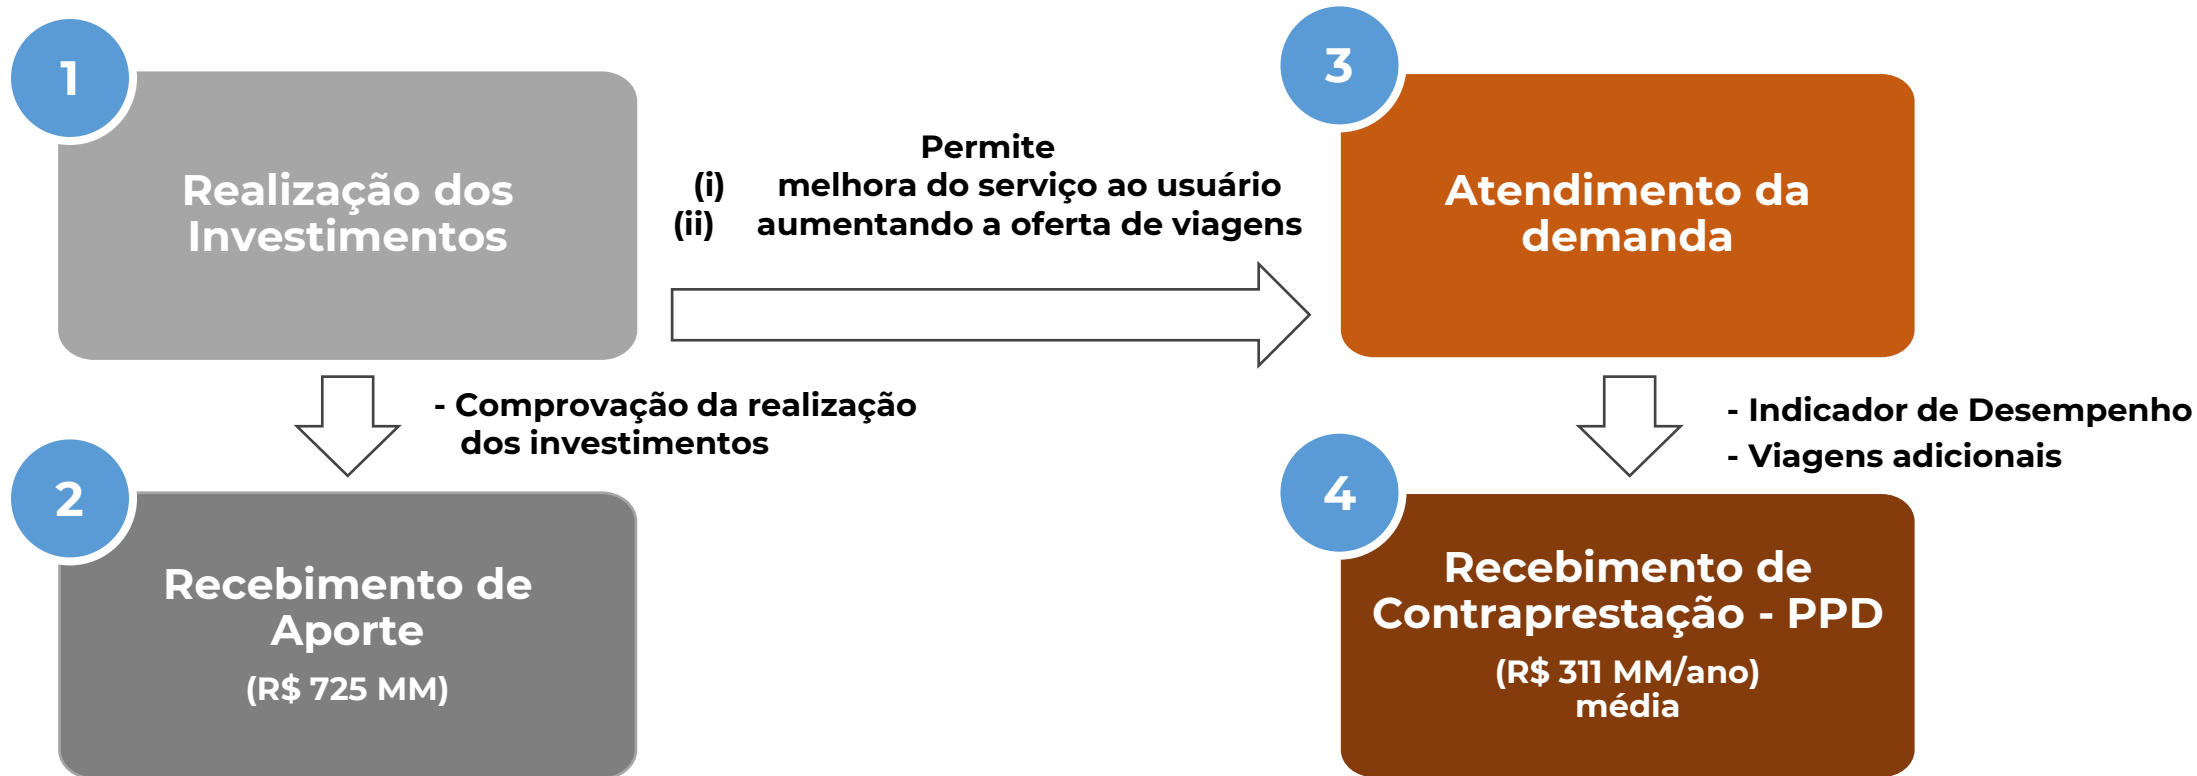 1
Realização dos
Investimentos
Permite
(i) melhora do serviço ao usuário
(ii) aumentando a oferta de viagens
3
Atendimento da
demanda
- Comprovação da realização
dos investimentos
- Indicador de Desempenho
- Viagens adicionais
2
Recebimento de
Aporte
(R$ 725 MM)
4
Recebimento de
Contraprestação - PPD
(R$ 311 MM/ano)
média